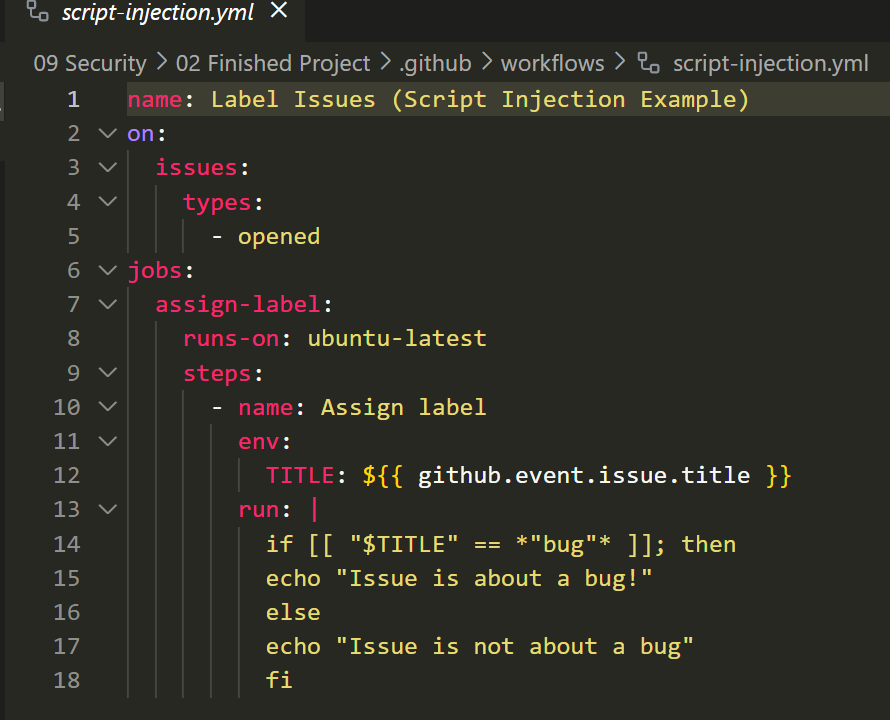 script-injection.yml ×
09 Security > 02 Finished Project > .github > workflows > script-injection.yml
1 name: Label Issues (Script Injection Example)
2 on:
3 issues:
4 types:
5 - opened
6 jobs:
7 assign-label:
8 runs-on: ubuntu-latest
9 steps:
10 - name: Assign label
11 env:
12 TITLE: ${{ github.event.issue.title }}
13 run: |
14 if [[ "$TITLE" == *"bug"* ]]; then
15 echo "Issue is about a bug!"
16 else
17 echo "Issue is not about a bug"
18 fi